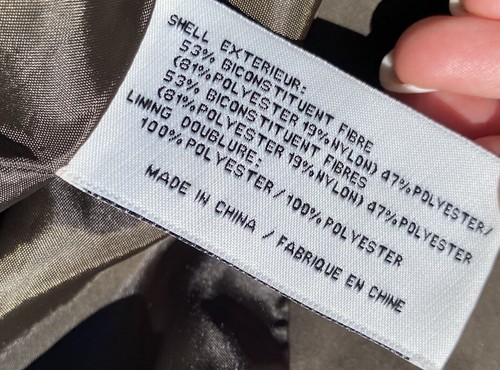 SHELL EXTERIEUR:
53% BICONSTITUENT FIBRE
(81% POLYESTER 19% NYLON) 47% POLYESTER/
53% BICONSTITUENT FIBRES
(81% POLYESTER 19% NYLON) 47% POLYESTER
LINING DOUBLURE:
100% POLYESTER / 100% POLYESTER
MADE IN CHINA / FABRIQUE EN CHINE